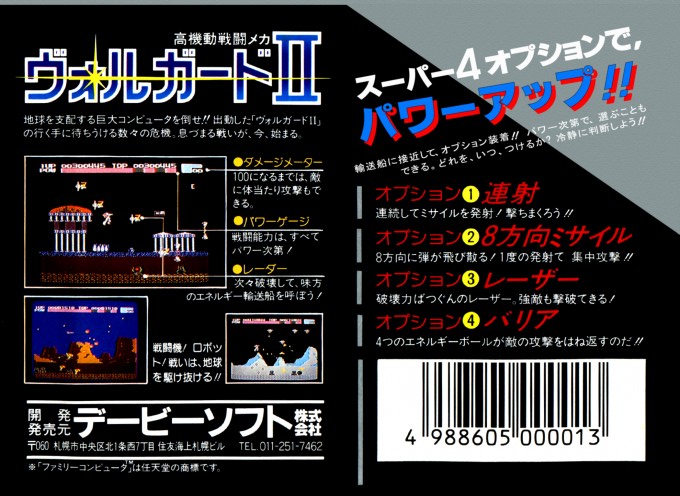 高機動戦闘メカ
ヴォルガードII
地球を支配する巨大コンピュータを倒せ!! 出動した「ヴォルガードII」
の行く手に待ちうける数々の危機。息づまる戦いが、今、始まる。
1UP 00300445 TOP 00300445
POW
●ダメージメーター
100になるまでは、敵
に体当たり攻撃もで
きる。
●パワーゲージ
戦闘能力は、すべて
パワー次第!
●レーダー
次々破壊して、味方
のエネルギー輸送船を呼ぼう!
戦闘機! ロボッ
ト! 戦いは、地球
を駆け抜ける!!
開発
発売元
デービーソフト株式会社
〒060 札幌市中央区北1条西7丁目 住友海上札幌ビル TEL.011-251-7462
※「ファミリーコンピュータ」は任天堂の商標です。
TM
スーパー4オプションで、
パワーアップ!!
輸送船に接近して、オプション装着!! パワー次第で、選ぶことも
できる。どれを、いつ、つけるか? 冷静に判断しよう!!
オプション1 連射
連続してミサイルを発射! 撃ちまくろう!!
オプション2 8方向ミサイル
8方向に弾が飛び散る! 1度の発射て 集中攻撃!!
オプション3 レーザー
破壊力ばつぐんのレーザー。強敵も撃破てきる!
オプション4 バリア
4つのエネルギーボールが敵の攻撃をはね返すのだ!!
4 988605 000013